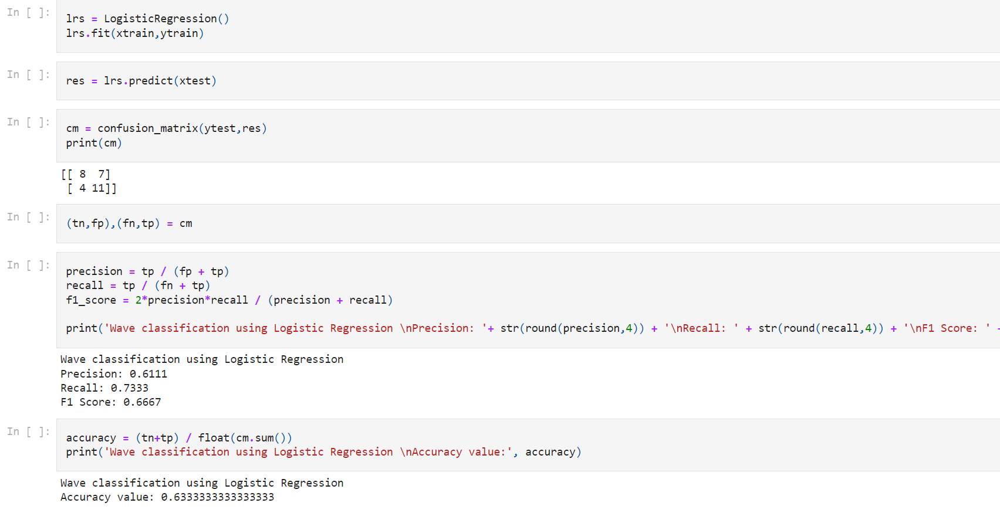 In [ ]:
lrs = LogisticRegression()
lrs.fit(xtrain,ytrain)
In [ ]:
res = lrs.predict(xtest)
In [ ]:
cm = confusion_matrix(ytest,res)
print(cm)
[[ 8  7]
 [ 4 11]]
In [ ]:
(tn,fp),(fn,tp) = cm
In [ ]:
precision = tp / (fp + tp)
recall = tp / (fn + tp)
f1_score = 2*precision*recall / (precision + recall)
print('Wave classification using Logistic Regression \nPrecision: '+ str(round(precision,4)) + '\nRecall: ' + str(round(recall,4)) + '\nF1 Score: '
Wave classification using Logistic Regression
Precision: 0.6111
Recall: 0.7333
F1 Score: 0.6667
In [ ]:
accuracy = (tn+tp) / float(cm.sum())
print('Wave classification using Logistic Regression \nAccuracy value:', accuracy)
Wave classification using Logistic Regression
Accuracy value: 0.6333333333333333